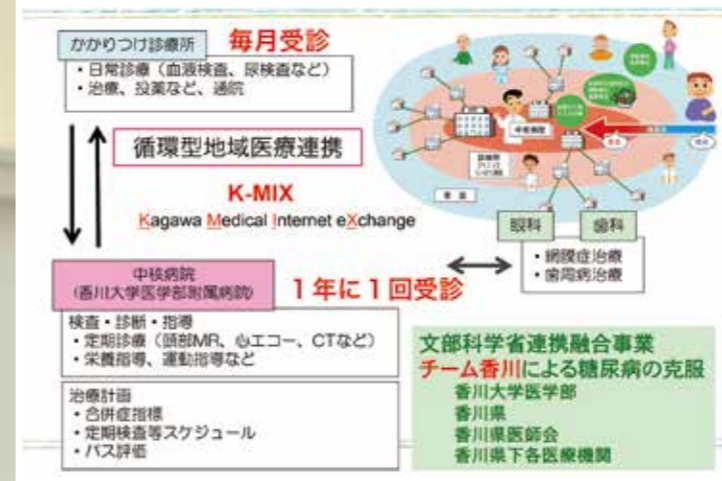 かかりつけ診療所
毎月受診
・日常診療（血液検査、尿検査など）
・治療、投薬など、通院
循環型地域医療連携
K-MIX
Kagawa Medical Internet eXchange
中核病院
（香川大学医学部附属病院）
1年に1回受診
検査・診断・指導
・定期診療（頭部MR、心エコー、CTなど）
・栄養指導、運動指導など
治療計画
・合併症指標
・定期検査等スケジュール
・パス評価
中核病院
診療所
眼科
歯科
・網膜症治療
・歯周病治療
文部科学省連携融合事業
チーム香川による糖尿病の克服
香川大学医学部
香川県
香川県医師会
香川県下各医療機関